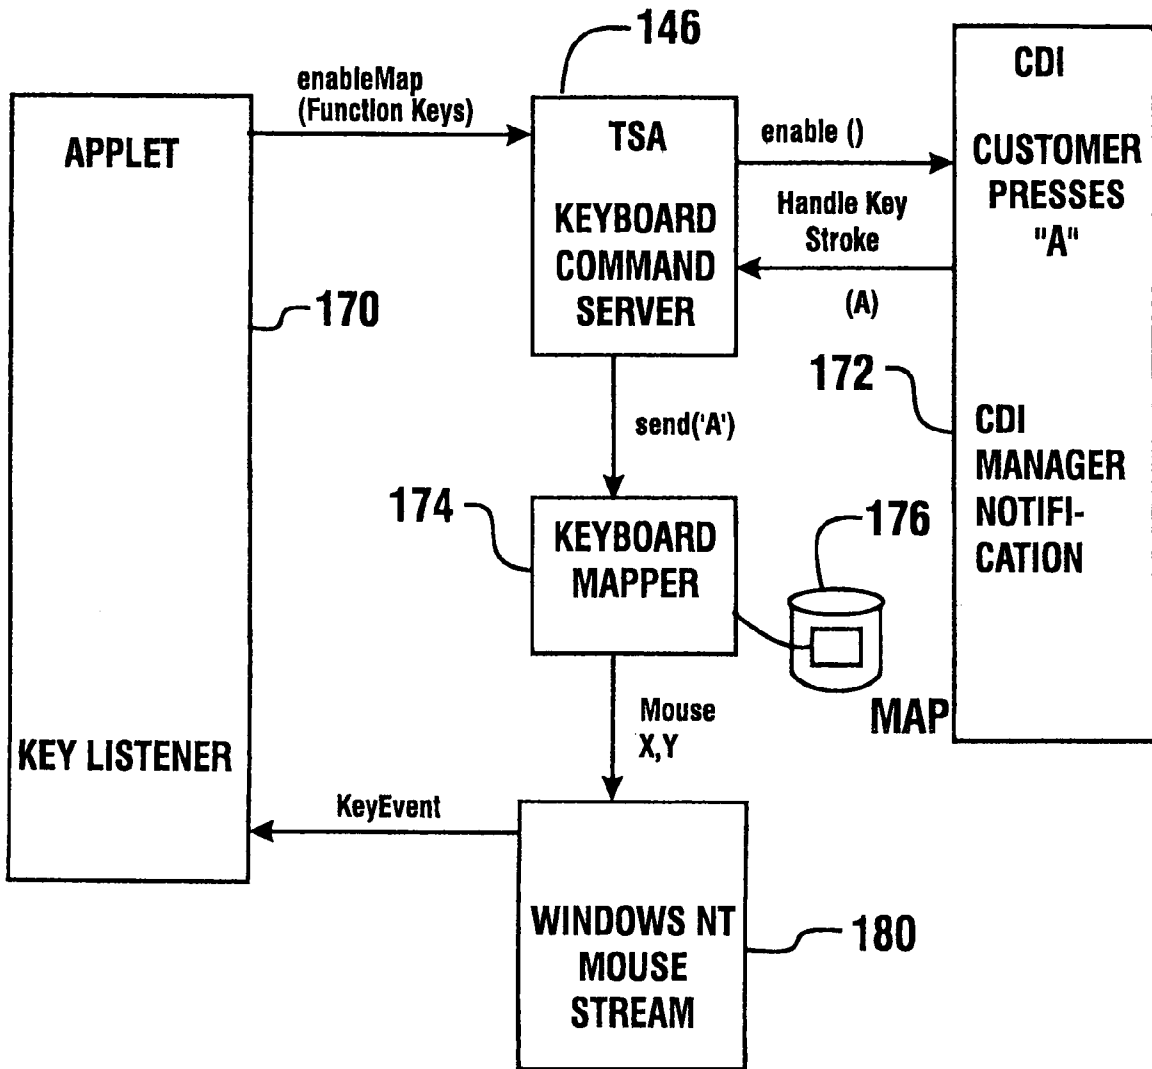 146
enableMap
(Function Keys)
APPLET
170
KEY LISTENER
TSA
KEYBOARD
COMMAND
SERVER
enable ()
Handle Key
Stroke
(A)
CDI
CUSTOMER
PRESSES
"A"
172
CDI
MANAGER
NOTIFI-
CATION
send('A')
174
KEYBOARD
MAPPER
176
MAP
Mouse
X,Y
KeyEvent
WINDOWS NT
MOUSE
STREAM
180